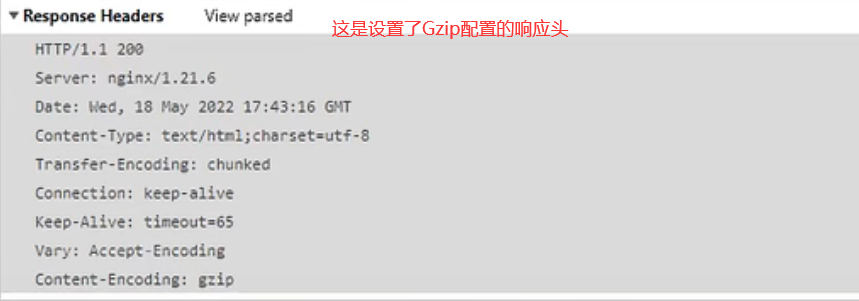 Response Headers View parsed
这是设置了Gzip配置的响应头
HTTP/1.1 200
Server: nginx/1.21.6
Date: Wed, 18 May 2022 17:43:16 GMT
Content-Type: text/html;charset=utf-8
Transfer-Encoding: chunked
Connection: keep-alive
Keep-Alive: timeout=65
Vary: Accept-Encoding
Content-Encoding: gzip